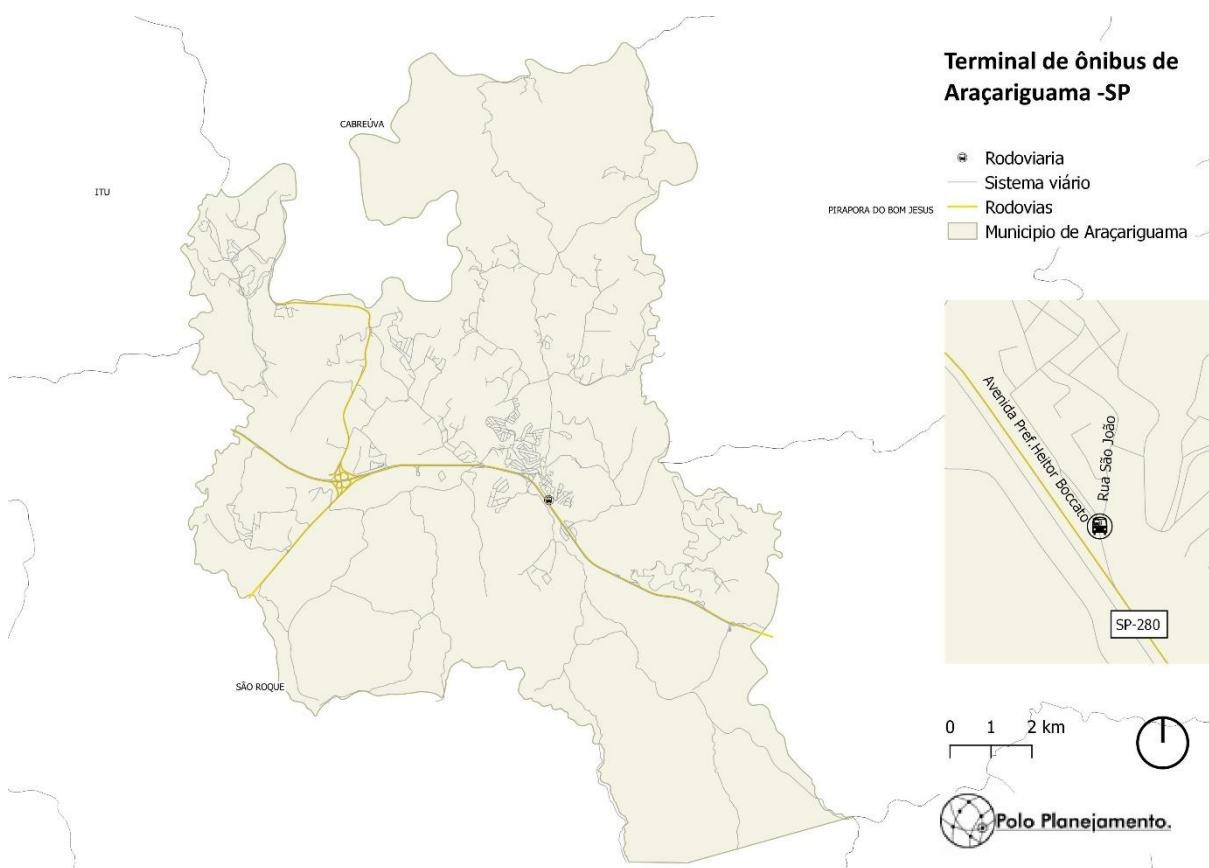 Terminal de ônibus de
Araçariguama -SP
Rodoviaria
Sistema viário
Rodovias
Municipio de Araçariguama
CABREÚVA
ITU
PIRAPORA DO BOM JESUS
SÃO ROQUE
Avenida Pref.Heitor Boccato
Rua São João
SP-280
0 1 2 km
Polo Planejamento.